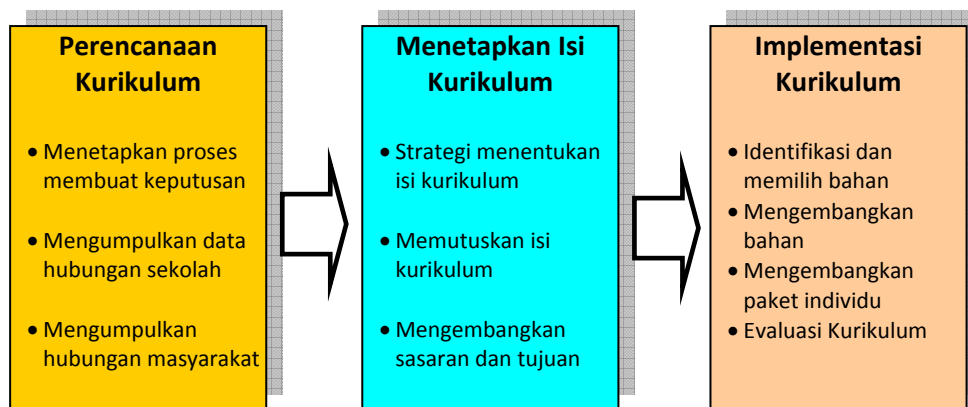 Perencanaan
Kurikulum
• Menetapkan proses
membuat keputusan
• Mengumpulkan data
hubungan sekolah
• Mengumpulkan
hubungan masyarakat
Menetapkan Isi
Kurikulum
• Strategi menentukan
isi kurikulum
• Memutuskan isi
kurikulum
• Mengembangkan
sasaran dan tujuan
Implementasi
Kurikulum
• Identifikasi dan
memilih bahan
• Mengembangkan
bahan
• Mengembangkan
paket individu
• Evaluasi Kurikulum